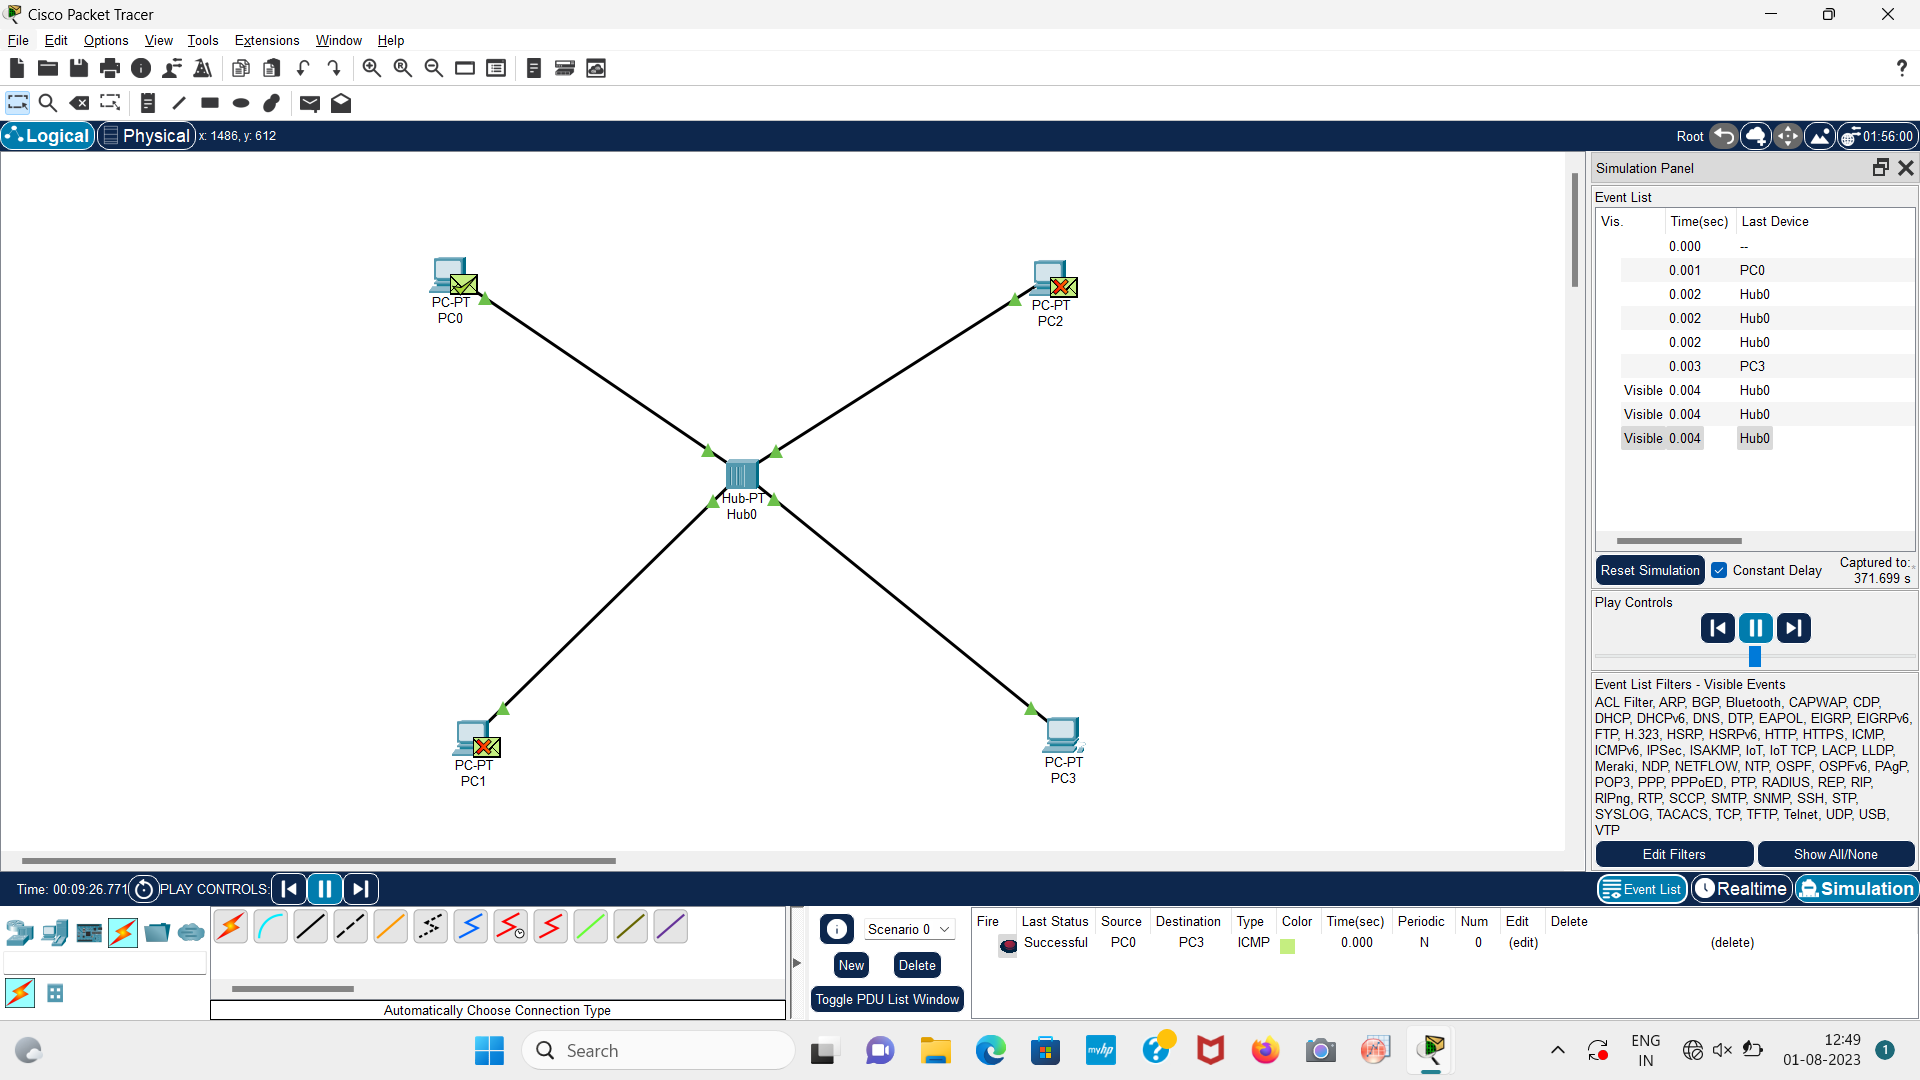 Cisco Packet Tracer
File Edit Options View Tools Extensions Window Help
Logical Physical x: 1486, y: 612 Root 01:56:00
Simulation Panel
Event List
Vis. Time(sec) Last Device
0.000 --
0.001 PC0
0.002 Hub0
0.002 Hub0
0.002 Hub0
0.003 PC3
Visible 0.004 Hub0
Visible 0.004 Hub0
Visible 0.004 Hub0
Reset Simulation Constant Delay Captured to:
371.699 s
Play Controls
Event List Filters - Visible Events
ACL Filter, ARP, BGP, Bluetooth, CAPWAP, CDP,
DHCP, DHCPv6, DNS, DTP, EAPOL, EIGRP, EIGRPv6,
FTP, H.323, HSRP, HSRPv6, HTTP, HTTPS, ICMP,
ICMPv6, IPSec, ISAKMP, IoT, IoT TCP, LACP, LLDP,
Meraki, NDP, NETFLOW, NTP, OSPF, OSPFv6, PAgP,
POP3, PPP, PPPoED, PTP, RADIUS, REP, RIP,
RIPng, RTP, SCCP, SMTP, SNMP, SSH, STP,
SYSLOG, TACACS, TCP, TFTP, Telnet, UDP, USB,
VTP
Edit Filters Show All/None
PC-PT
PC0
PC-PT
PC2
Hub-PT
Hub0
PC-PT
PC1
PC-PT
PC3
Time: 00:09:26.771 PLAY CONTROLS: Event List Realtime Simulation
Automatically Choose Connection Type
Scenario 0
New Delete
Toggle PDU List Window
Fire Last Status Source Destination Type Color Time(sec) Periodic Num Edit Delete
Successful PC0 PC3 ICMP 0.000 N 0 (edit) (delete)
Search
myhp
ENG
IN
12:49
01-08-2023
1